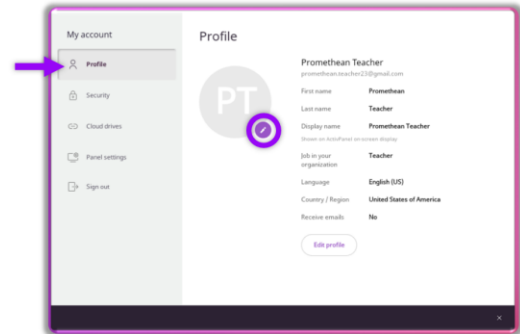 My account
Profile
Security
Cloud drives
Panel settings
Sign out
Profile
PT
Promethean Teacher
promethean.teacher23@gmail.com
First name Promethean
Last name Teacher
Display name Promethean Teacher
Shown on ActivPanel on-screen display
Job in your organization Teacher
Language English (US)
Country / Region United States of America
Receive emails No
Edit profile